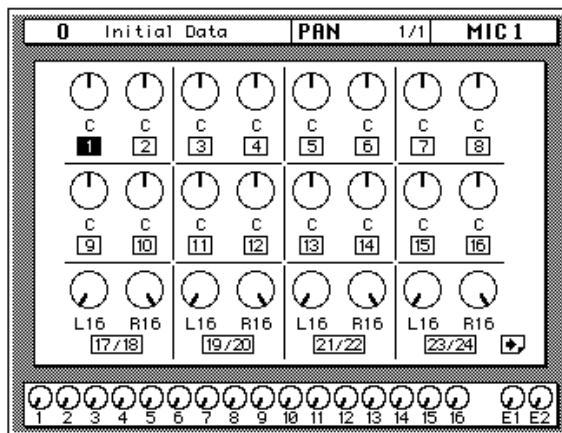 0 Initial Data PAN 1/1 MIC 1
C C C C C C C C
1 2 3 4 5 6 7 8
C C C C C C C C
9 10 11 12 13 14 15 16
L16 R16 L16 R16 L16 R16 L16 R16
17/18 19/20 21/22 23/24
1 2 3 4 5 6 7 8 9 10 11 12 13 14 15 16 E1 E2